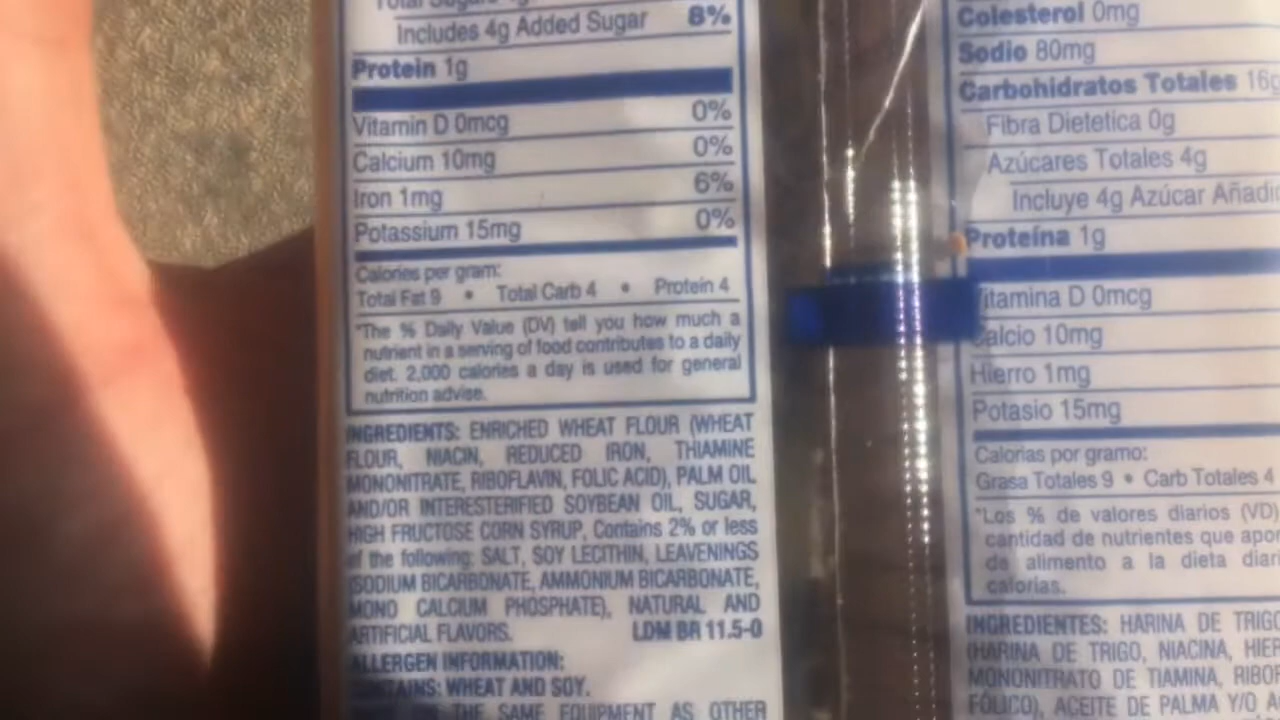 Total Sugars 4g
Includes 4g Added Sugar 8%
Protein 1g
Vitamin D 0mcg 0%
Calcium 10mg 0%
Iron 1mg 6%
Potassium 15mg 0%
Calories per gram:
Total Fat 9 • Total Carb 4 • Protein 4
*The % Daily Value (DV) tell you how much a
nutrient in a serving of food contributes to a daily
diet. 2,000 calories a day is used for general
nutrition advise.
INGREDIENTS: ENRICHED WHEAT FLOUR (WHEAT
FLOUR, NIACIN, REDUCED IRON, THIAMINE
MONONITRATE, RIBOFLAVIN, FOLIC ACID), PALM OIL
AND/OR INTERESTERIFIED SOYBEAN OIL, SUGAR,
HIGH FRUCTOSE CORN SYRUP, Contains 2% or less
of the following: SALT, SOY LECITHIN, LEAVENINGS
(SODIUM BICARBONATE, AMMONIUM BICARBONATE,
MONO CALCIUM PHOSPHATE), NATURAL AND
ARTIFICIAL FLAVORS. LDM BR 11.5-0
ALLERGEN INFORMATION:
CONTAINS: WHEAT AND SOY.
THE SAME EQUIPMENT AS OTHER
Colesterol 0mg
Sodio 80mg
Carbohidratos Totales 16g
Fibra Dietetica 0g
Azúcares Totales 4g
Incluye 4g Azúcar Añadi
Proteína 1g
Vitamina D 0mcg
Calcio 10mg
Hierro 1mg
Potasio 15mg
Calorias por gramo:
Grasa Totales 9 • Carb Totales 4
*Los % de valores diarios (VD)
cantidad de nutrientes que apor
de alimento a la dieta diar
calorias.
INGREDIENTES: HARINA DE TRIGO
(HARINA DE TRIGO, NIACINA, HIER
MONONITRATO DE TIAMINA, RIBOF
FÓLICO), ACEITE DE PALMA Y/O A